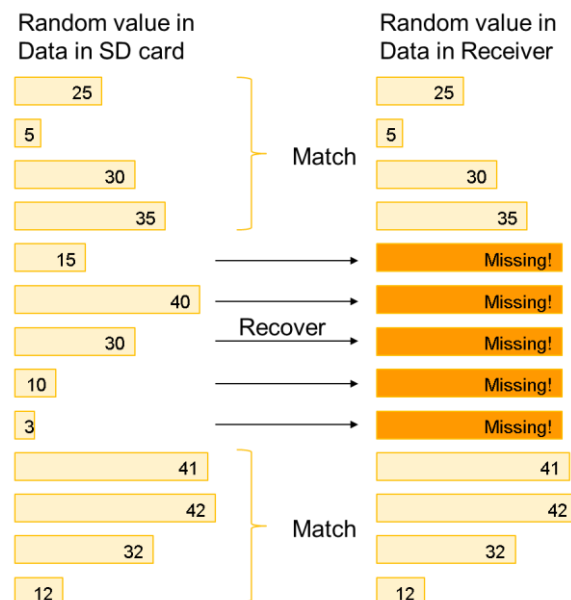 Random value in
Data in SD card
Random value in
Data in Receiver
25
25
5
5
Match
30
30
35
35
15
Missing!
40
Missing!
Recover
30
Missing!
10
Missing!
3
Missing!
41
41
42
42
Match
32
32
12
12